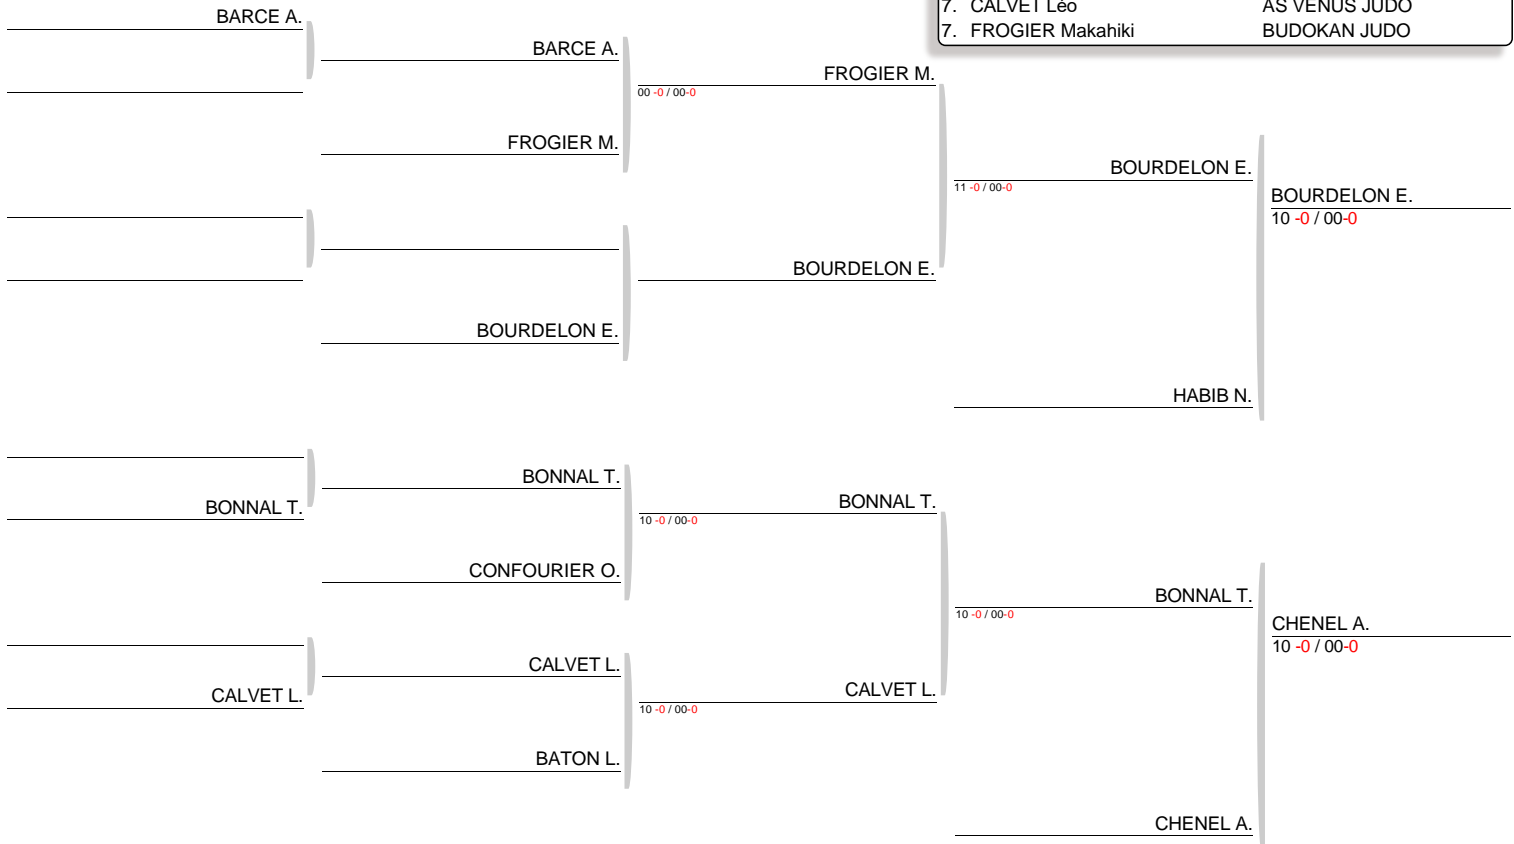 7. CALVET Léo AS VENUS JUDO
7. FROGIER Makahiki BUDOKAN JUDO
BARCE A.
BARCE A.
FROGIER M.
00 -0 / 00-0
FROGIER M.
BOURDELON E.
11 -0 / 00-0
BOURDELON E.
10 -0 / 00-0
BOURDELON E.
BOURDELON E.
HABIB N.
BONNAL T.
BONNAL T.
BONNAL T.
10 -0 / 00-0
CONFOURIER O.
BONNAL T.
10 -0 / 00-0
CHENEL A.
10 -0 / 00-0
CALVET L.
CALVET L.
CALVET L.
10 -0 / 00-0
BATON L.
CHENEL A.